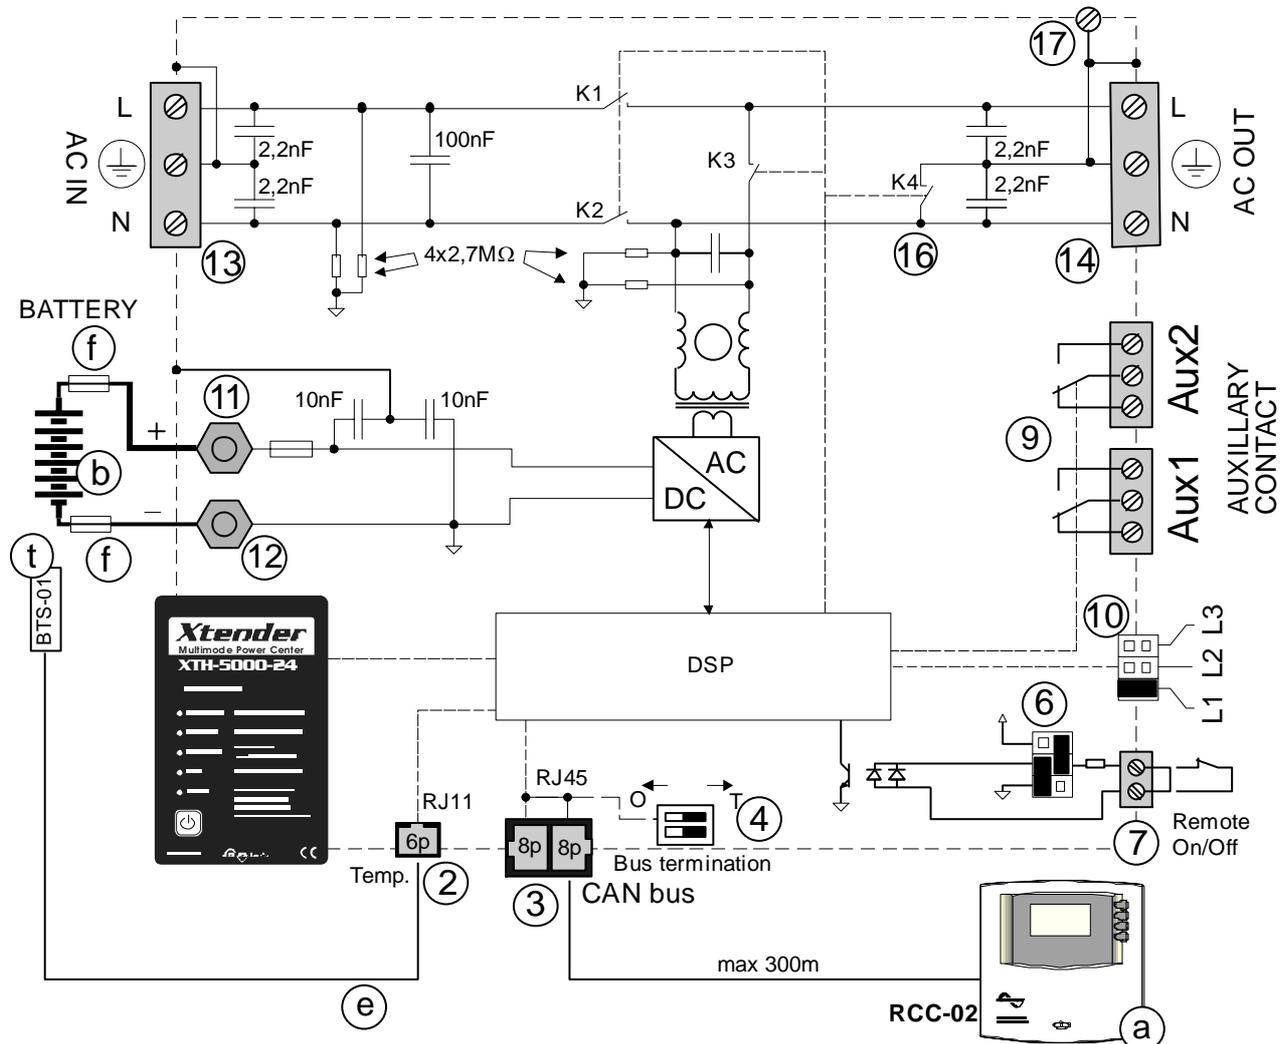 17
L
AC IN
N
13
2,2nF
2,2nF
100nF
K1
K2
K3
K4
4x2,7MΩ
16
2,2nF
2,2nF
14
L
AC OUT
N
BATTERY
f
11
+
b
10nF
10nF
–
f
12
AC
DC
9
Aux2
Aux1
AUXILLARY
CONTACT
t
BTS-01
Xtender
Multimode Power Center
XTH-5000-24
DSP
10
L3
L2
L1
6
RJ45
O
T
4
RJ11
6p
8p
8p
Bus termination
Temp.
2
3
CAN bus
7
Remote
On/Off
max 300m
e
RCC-02
a